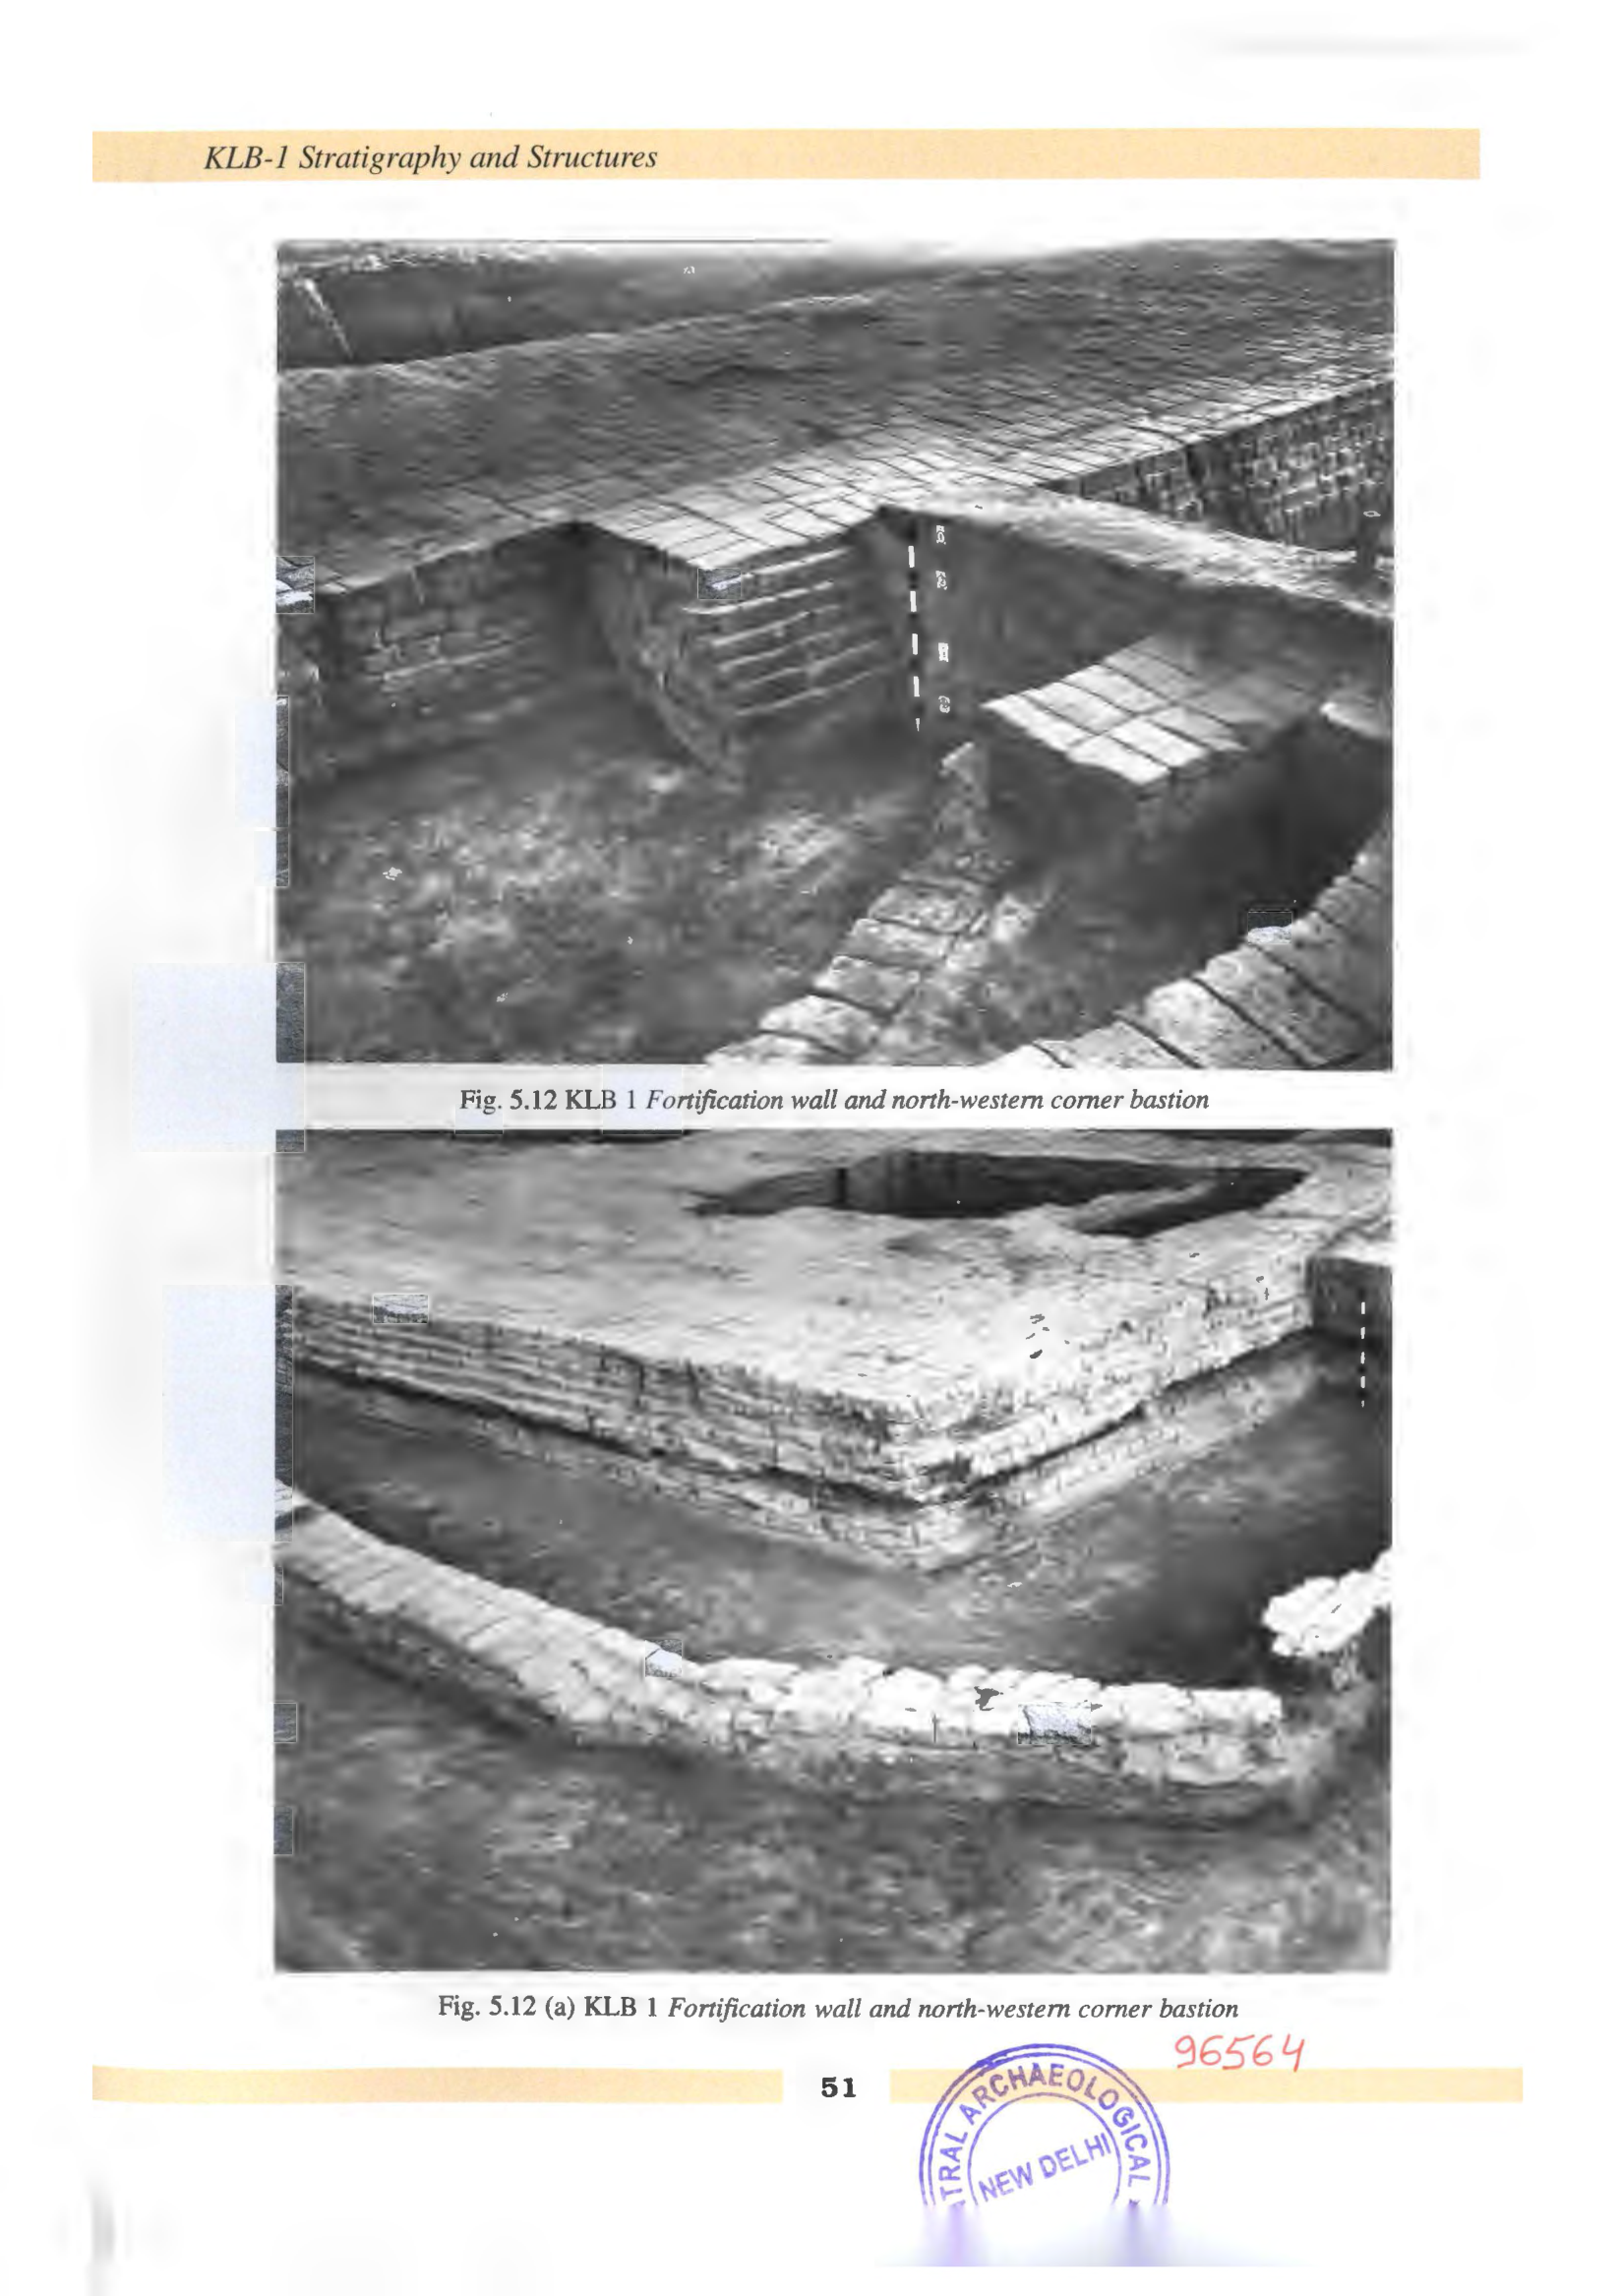 KLB-1 Stratigraphy and Structures
Fig. 5.12 KLB 1 Fortification wall and north-western corner bastion
Fig. 5.12 (a) KLB 1 Fortification wall and north-western corner bastion
96564
51
TRAL ARCHAEOLOGICAL
NEW DELHI